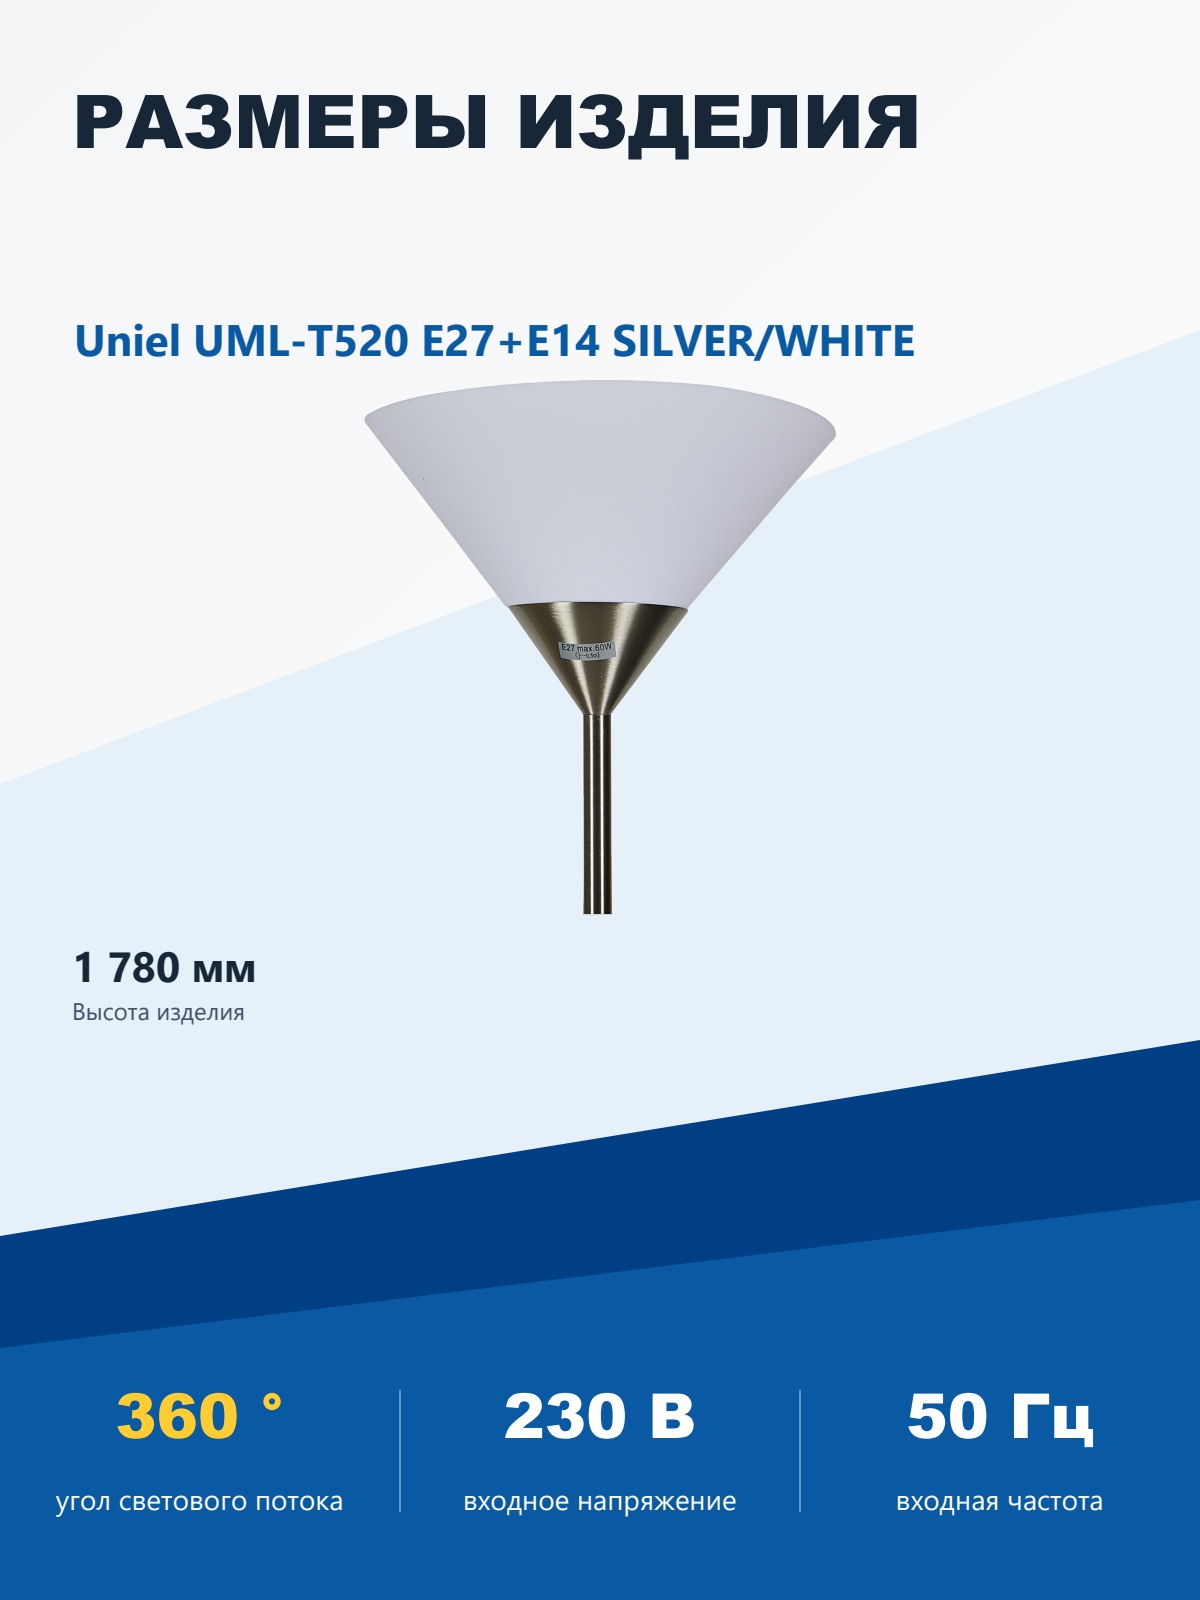 РАЗМЕРЫ ИЗДЕЛИЯ
Uniel UML-T520 E27+E14 SILVER/WHITE
E27 max.60W
1 780 мм
Высота изделия
360 °
230 В
50 Гц
угол светового потока
входное напряжение
входная частота